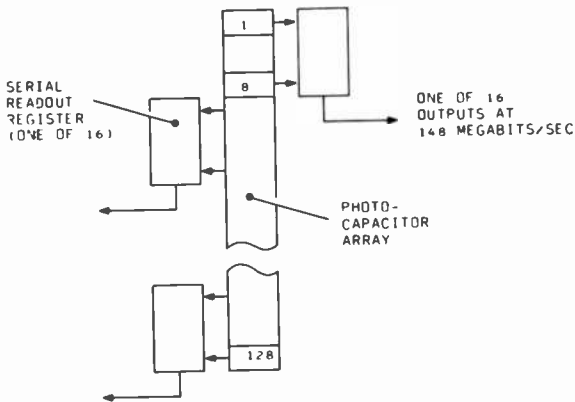 1
8
SERIAL
READOUT
REGISTER
(ONE OF 16)
ONE OF 16
OUTPUTS AT
148 MEGABITS/SEC
PHOTO-
CAPACITOR
ARRAY
128